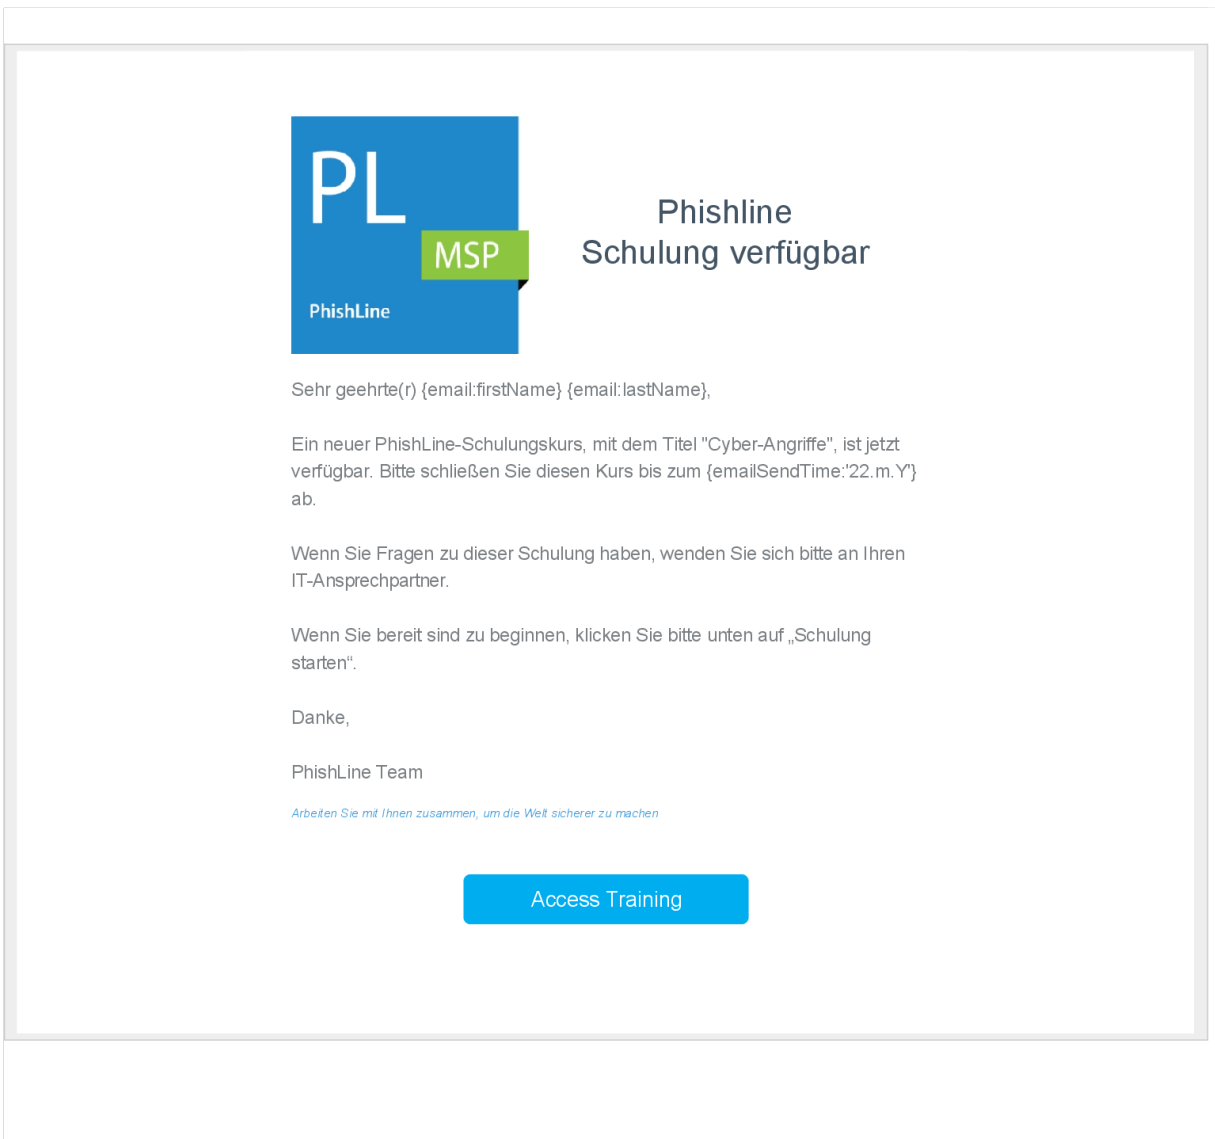 PL
MSP
PhishLine
Phishline
Schulung verfügbar
Sehr geehrte(r) {email:firstName} {email:lastName},
Ein neuer PhishLine-Schulungskurs, mit dem Titel "Cyber-Angriffe", ist jetzt
verfügbar. Bitte schließen Sie diesen Kurs bis zum {emailSendTime:'22.m.Y'}
ab.
Wenn Sie Fragen zu dieser Schulung haben, wenden Sie sich bitte an Ihren
IT-Ansprechpartner.
Wenn Sie bereit sind zu beginnen, klicken Sie bitte unten auf „Schulung
starten“.
Danke,
PhishLine Team
Arbeiten Sie mit Ihnen zusammen, um die Welt sicherer zu machen
Access Training